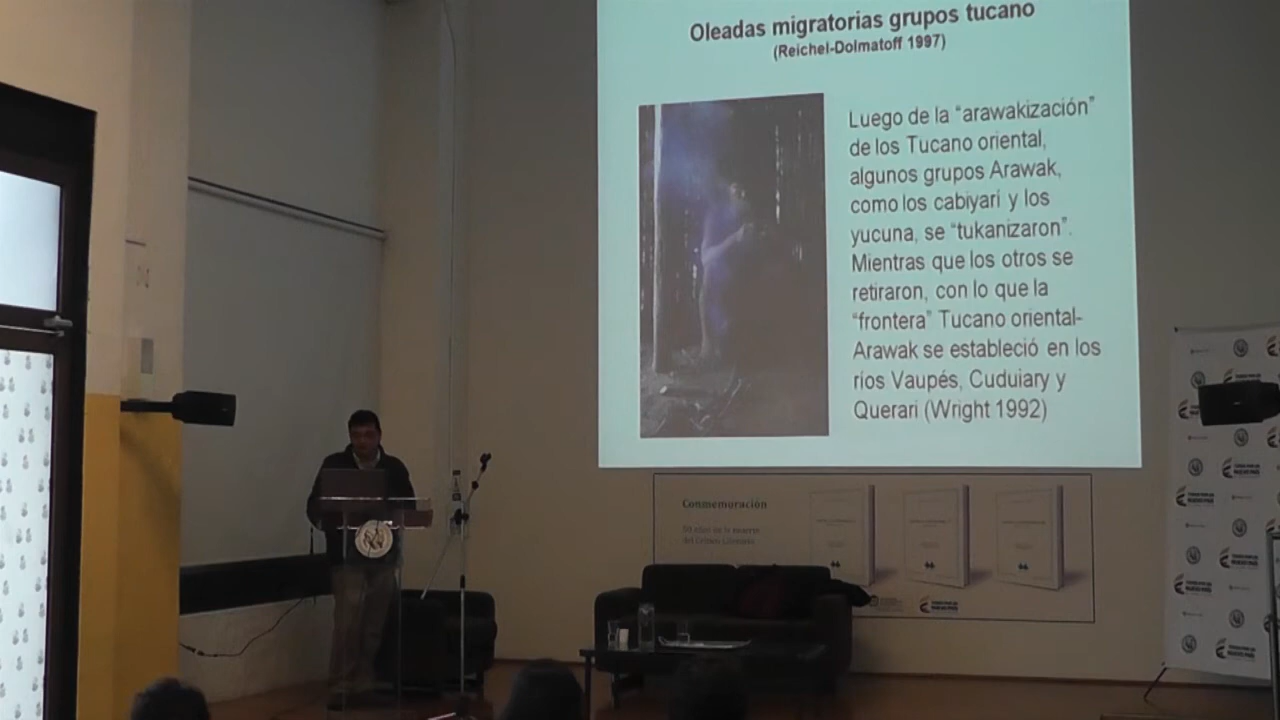 Oleadas migratorias grupos tucano
(Reichel-Dolmatoff 1997)
Luego de la “arawakización”
de los Tucano oriental,
algunos grupos Arawak,
como los cabiyarí y los
yucuna, se “tukanizaron”.
Mientras que los otros se
retiraron, con lo que la
“frontera” Tucano oriental-
Arawak se estableció en los
ríos Vaupés, Cuduiary y
Querari (Wright 1992)
Conmemoración